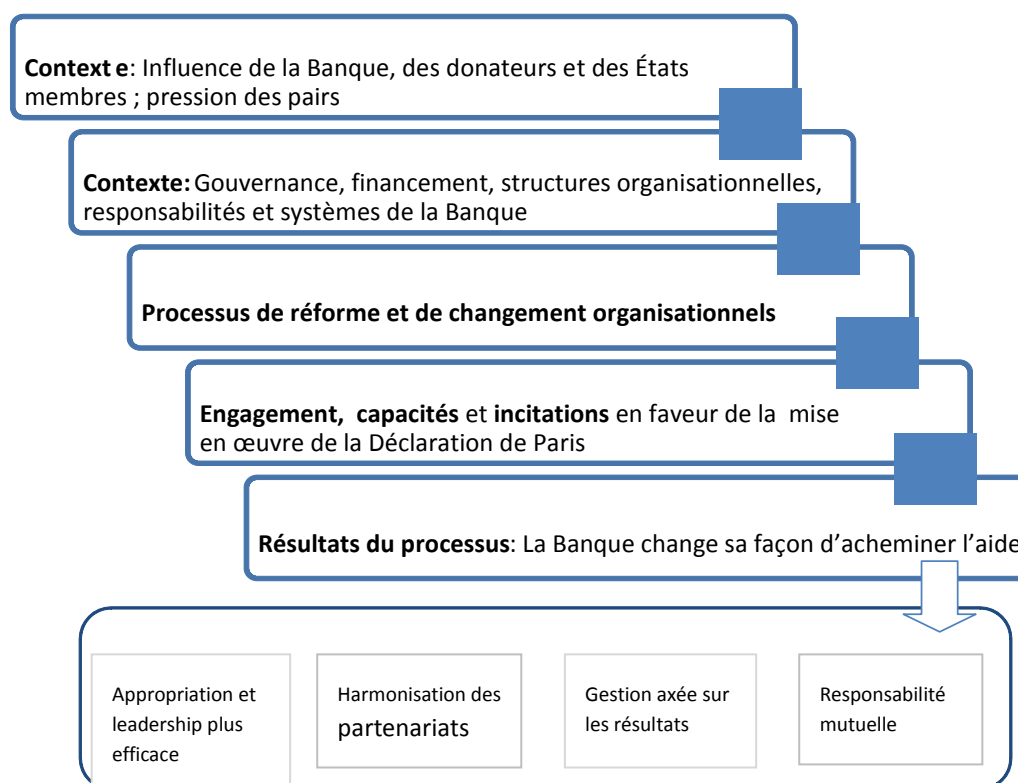 Context e: Influence de la Banque, des donateurs et des États
membres ; pression des pairs
Contexte: Gouvernance, financement, structures organisationnelles,
responsabilités et systèmes de la Banque
Processus de réforme et de changement organisationnels
Engagement, capacités et incitations en faveur de la mise
en œuvre de la Déclaration de Paris
Résultats du processus: La Banque change sa façon d’acheminer l’aide
Appropriation et
leadership plus
efficace
Harmonisation des
partenariats
Gestion axée sur
les résultats
Responsabilité
mutuelle